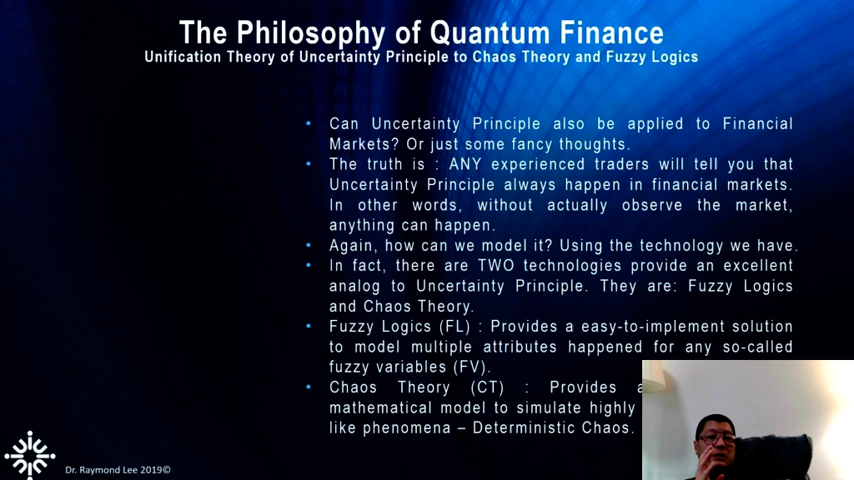 The Philosophy of Quantum Finance
Unification Theory of Uncertainty Principle to Chaos Theory and Fuzzy Logics
• Can Uncertainty Principle also be applied to Financial
Markets? Or just some fancy thoughts.
• The truth is : ANY experienced traders will tell you that
Uncertainty Principle always happen in financial markets.
In other words, without actually observe the market,
anything can happen.
• Again, how can we model it? Using the technology we have.
• In fact, there are TWO technologies provide an excellent
analog to Uncertainty Principle. They are: Fuzzy Logics
and Chaos Theory.
• Fuzzy Logics (FL) : Provides a easy-to-implement solution
to model multiple attributes happened for any so-called
fuzzy variables (FV).
• Chaos Theory (CT) : Provides
mathematical model to simulate highly
like phenomena – Deterministic Chaos.
Dr. Raymond Lee 2019©